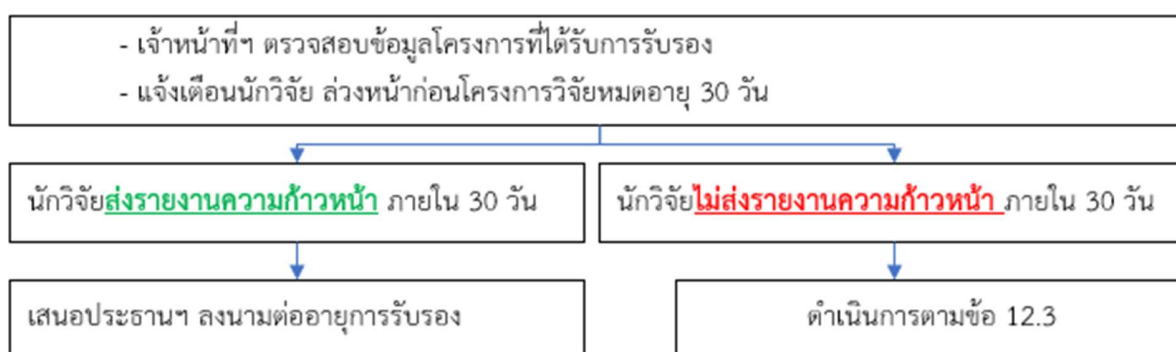 - เจ้าหน้าที่ฯ ตรวจสอบข้อมูลโครงการที่ได้รับการรับรอง
- แจ้งเตือนนักวิจัย ล่วงหน้าก่อนโครงการวิจัยหมดอายุ 30 วัน
นักวิจัยส่งรายงานความก้าวหน้า ภายใน 30 วัน
นักวิจัยไม่ส่งรายงานความก้าวหน้า ภายใน 30 วัน
เสนอประธานฯ ลงนามต่ออายุการรับรอง
ดำเนินการตามข้อ 12.3